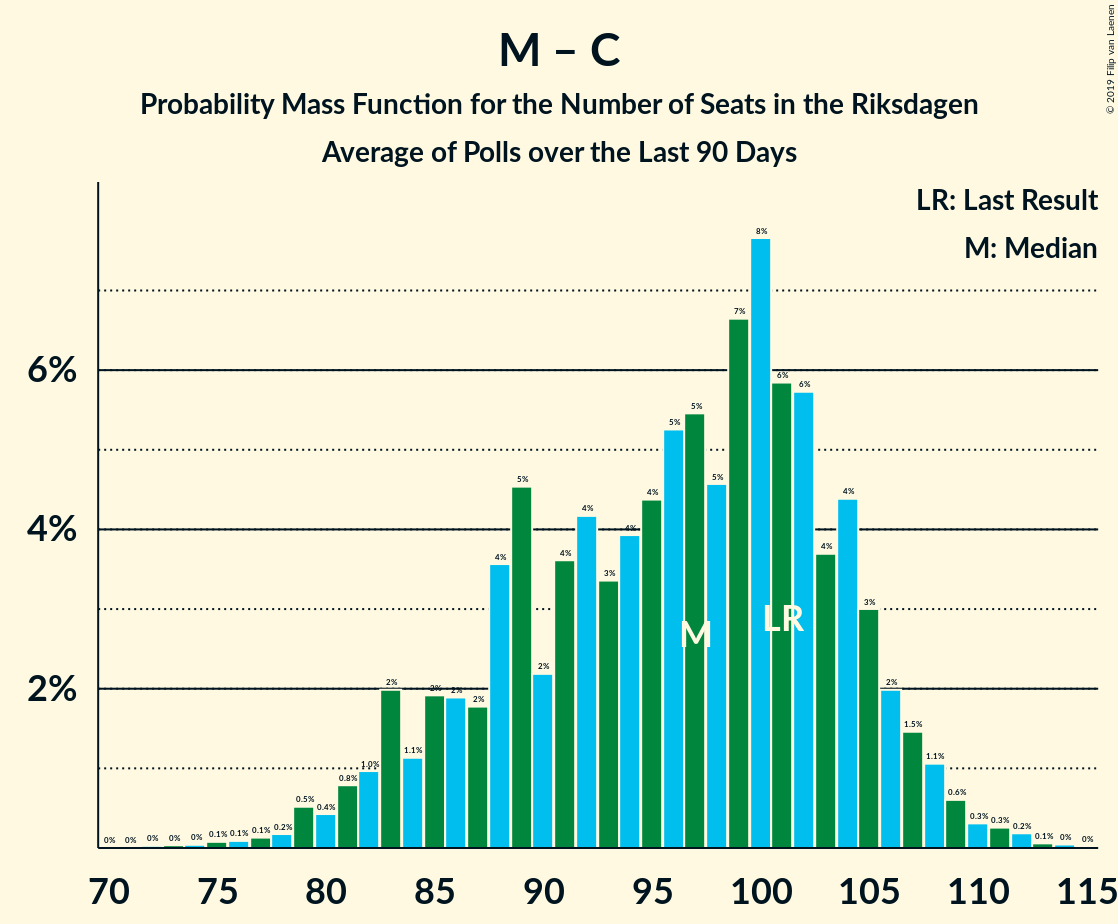 M – C
Probability Mass Function for the Number of Seats in the Riksdagen
Average of Polls over the Last 90 Days
© 2019 Filip van Laenen
LR: Last Result
M: Median
6%
4%
2%
0% 0% 0% 0% 0% 0.1% 0.1% 0.1% 0.2% 0.5% 0.4% 0.8% 1.0% 2% 1.1% 2% 2% 2% 4% 5% 2% 4% 4% 3% 4% 4% 5% 5% 5% 7% 8% 6% 6% 4% 4% 3% 2% 1.5% 1.1% 0.6% 0.3% 0.3% 0.2% 0.1% 0% 0%
M
LR
70 75 80 85 90 95 100 105 110 115